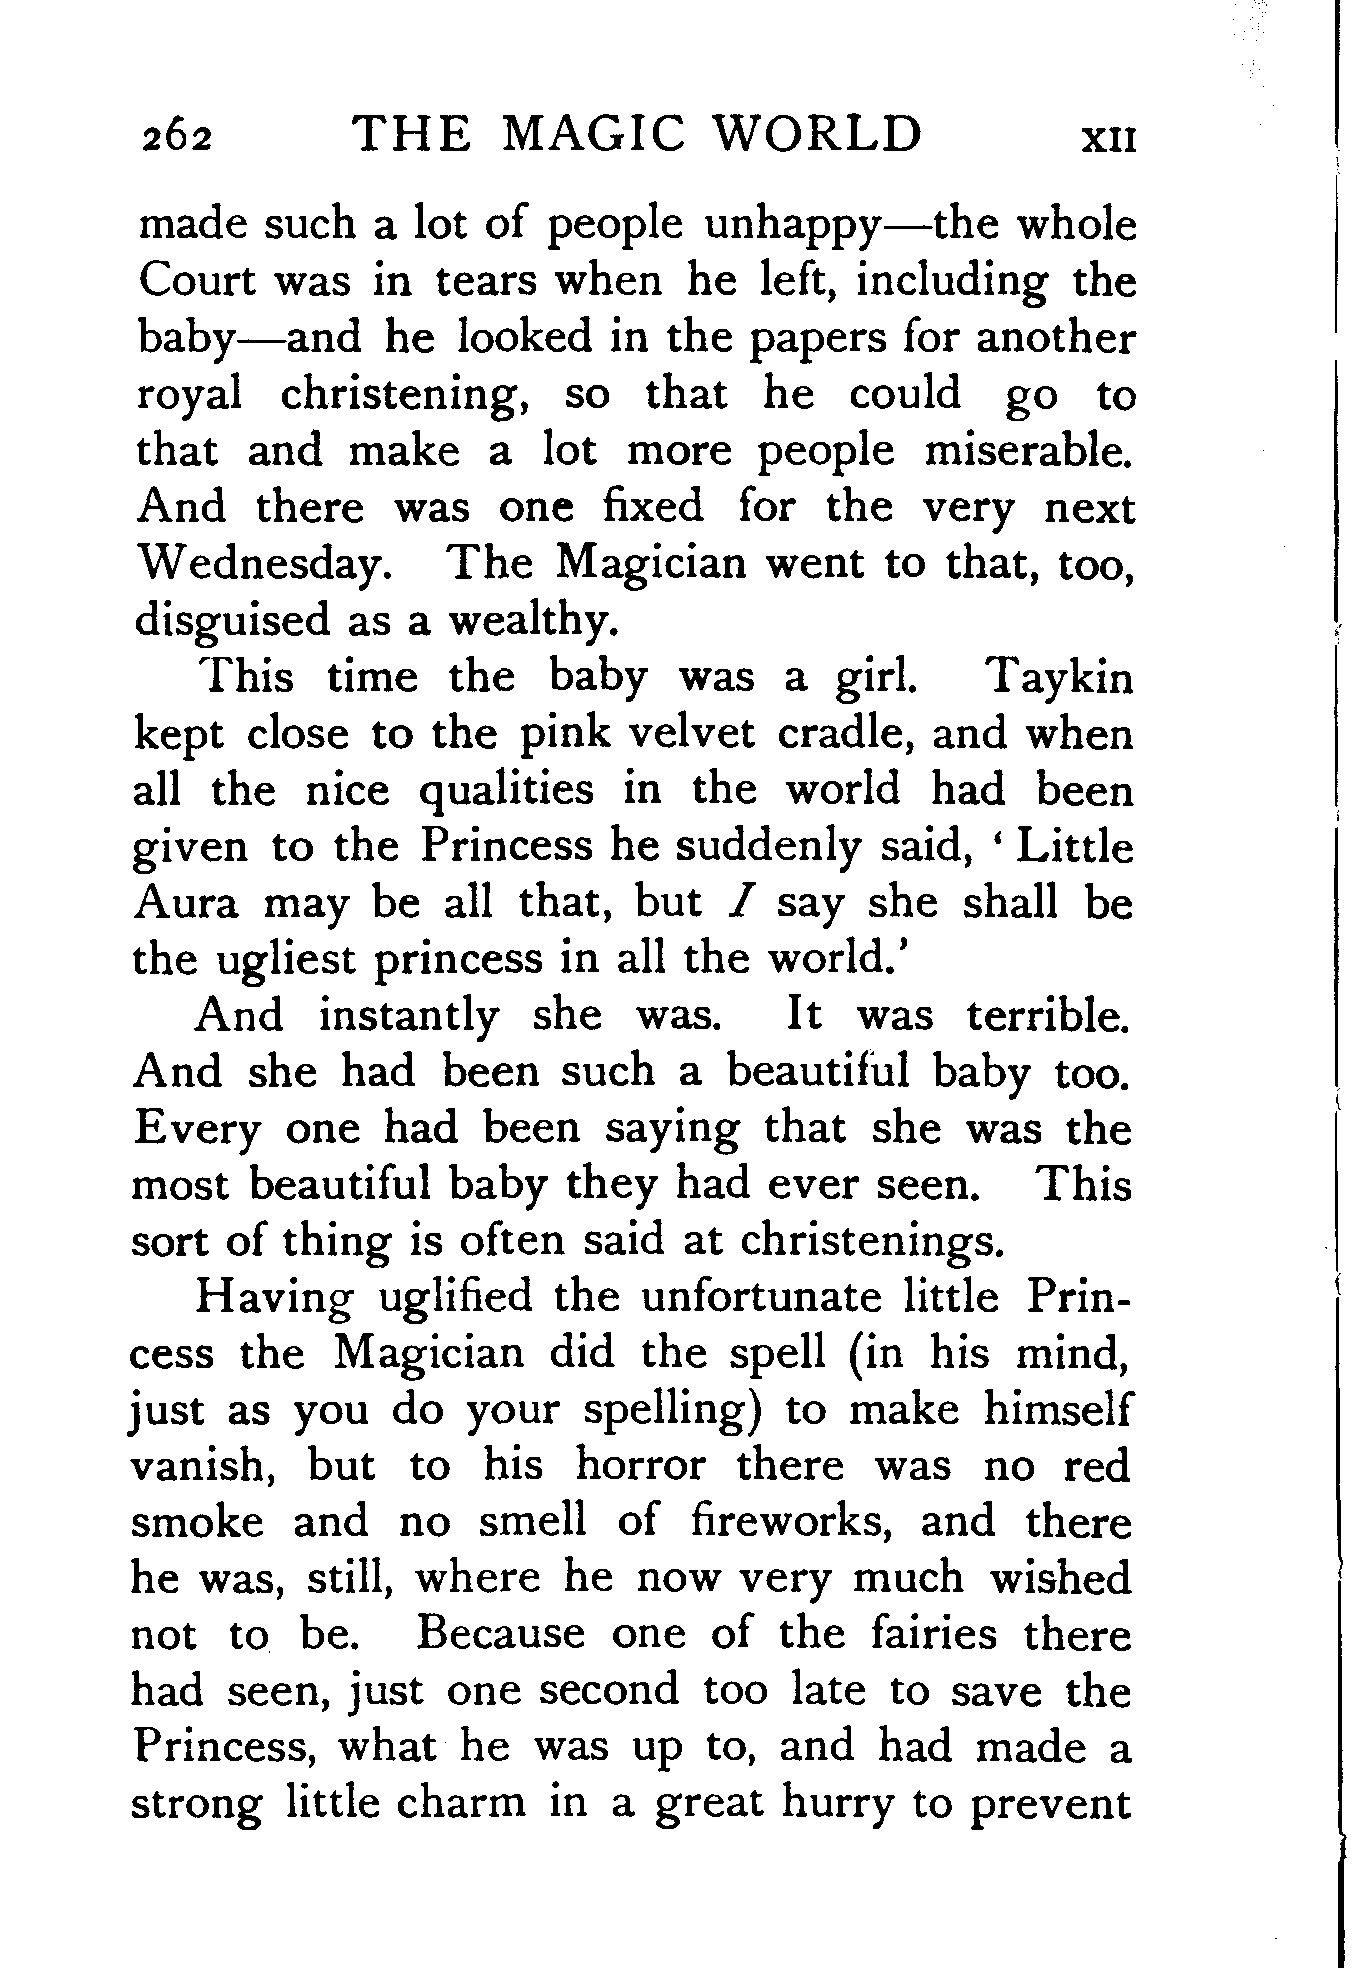 262 THE MAGIC WORLD XII
made such a lot of people unhappy—the whole
Court was in tears when he left, including the
baby—and he looked in the papers for another
royal christening, so that he could go to
that and make a lot more people miserable.
And there was one fixed for the very next
Wednesday. The Magician went to that, too,
disguised as a wealthy.
This time the baby was a girl. Taykin
kept close to the pink velvet cradle, and when
all the nice qualities in the world had been
given to the Princess he suddenly said, ‘ Little
Aura may be all that, but I say she shall be
the ugliest princess in all the world.’
And instantly she was. It was terrible.
And she had been such a beautiful baby too.
Every one had been saying that she was the
most beautiful baby they had ever seen. This
sort of thing is often said at christenings.
Having uglified the unfortunate little Prin-
cess the Magician did the spell (in his mind,
just as you do your spelling) to make himself
vanish, but to his horror there was no red
smoke and no smell of fireworks, and there
he was, still, where he now very much wished
not to be. Because one of the fairies there
had seen, just one second too late to save the
Princess, what he was up to, and had made a
strong little charm in a great hurry to prevent